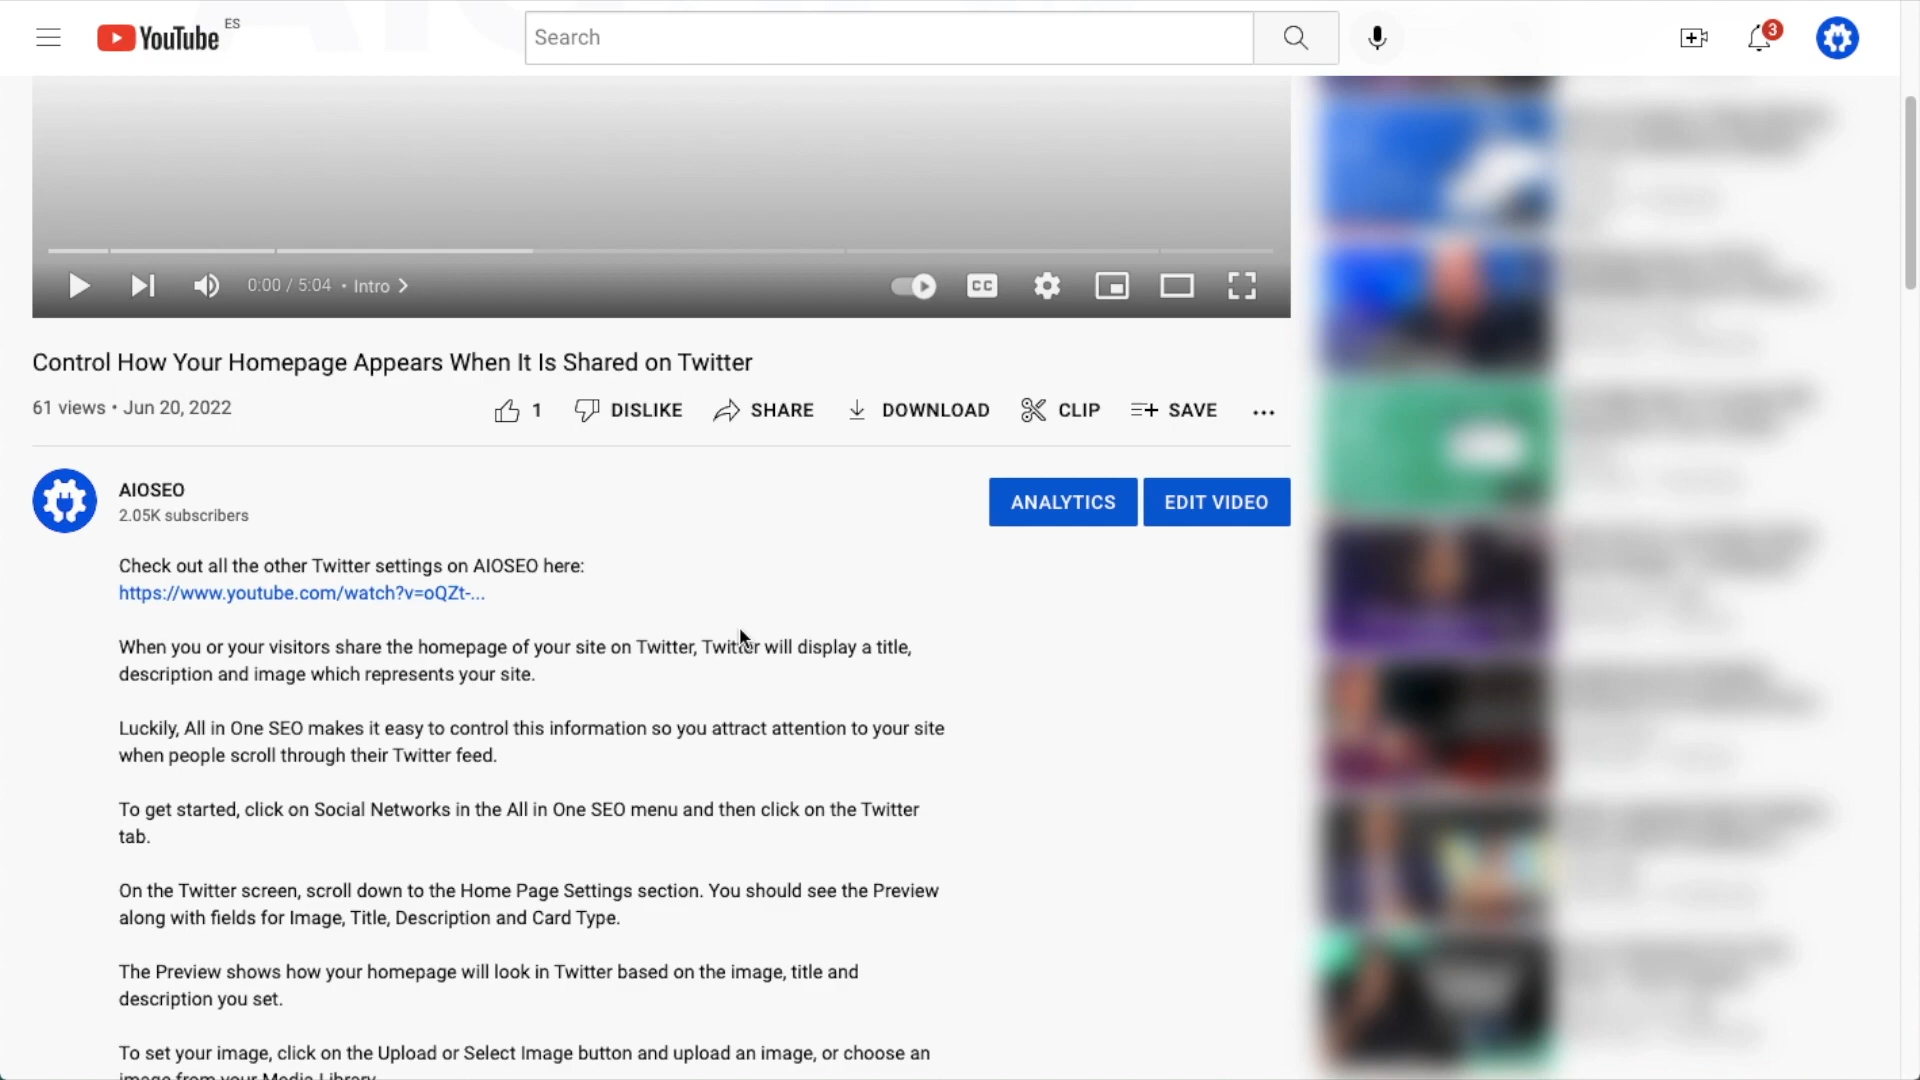 YouTube ES
Search
3
0:00 / 5:04 • Intro
CC
Control How Your Homepage Appears When It Is Shared on Twitter
61 views • Jun 20, 2022
1 DISLIKE SHARE DOWNLOAD CLIP SAVE ...
AIOSEO
2.05K subscribers
ANALYTICS EDIT VIDEO
Check out all the other Twitter settings on AIOSEO here:
https://www.youtube.com/watch?v=oQZt-...
When you or your visitors share the homepage of your site on Twitter, Twitter will display a title,
description and image which represents your site.
Luckily, All in One SEO makes it easy to control this information so you attract attention to your site
when people scroll through their Twitter feed.
To get started, click on Social Networks in the All in One SEO menu and then click on the Twitter
tab.
On the Twitter screen, scroll down to the Home Page Settings section. You should see the Preview
along with fields for Image, Title, Description and Card Type.
The Preview shows how your homepage will look in Twitter based on the image, title and
description you set.
To set your image, click on the Upload or Select Image button and upload an image, or choose an
image from your Media Library.